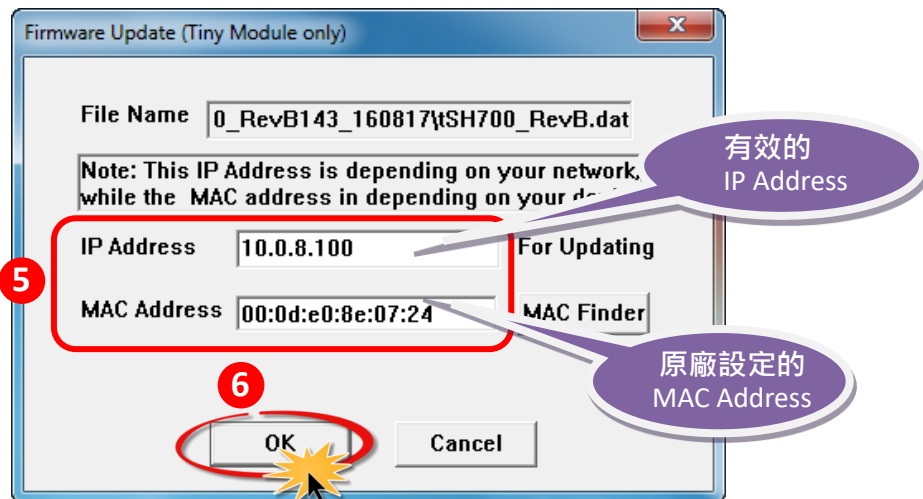 Firmware Update (Tiny Module only)
File Name 0_RevB143_160817\tSH700_RevB.dat
Note: This IP Address is depending on your network,
while the MAC address in depending on your
有效的
IP Address
5
IP Address 10.0.8.100 For Updating
MAC Address 00:0d:e0:8e:07:24 MAC Finder
原廠設定的
MAC Address
6
OK Cancel